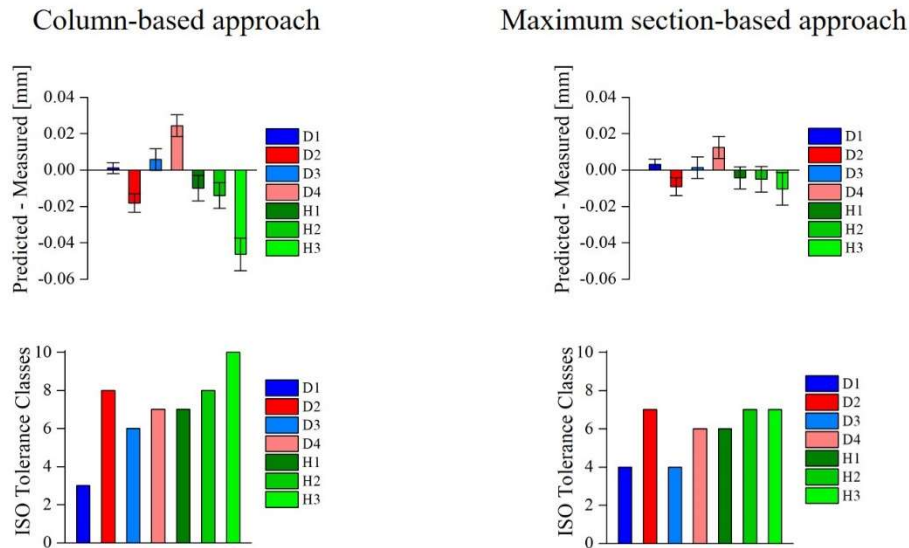 Column-based approach
Maximum section-based approach
Predicted - Measured [mm]
0.04
0.02
0.00
-0.02
-0.04
-0.06
D1
D2
D3
D4
H1
H2
H3
Predicted - Measured [mm]
0.04
0.02
0.00
-0.02
-0.04
-0.06
D1
D2
D3
D4
H1
H2
H3
ISO Tolerance Classes
10
8
6
4
2
0
D1
D2
D3
D4
H1
H2
H3
ISO Tolerance Classes
10
8
6
4
2
0
D1
D2
D3
D4
H1
H2
H3